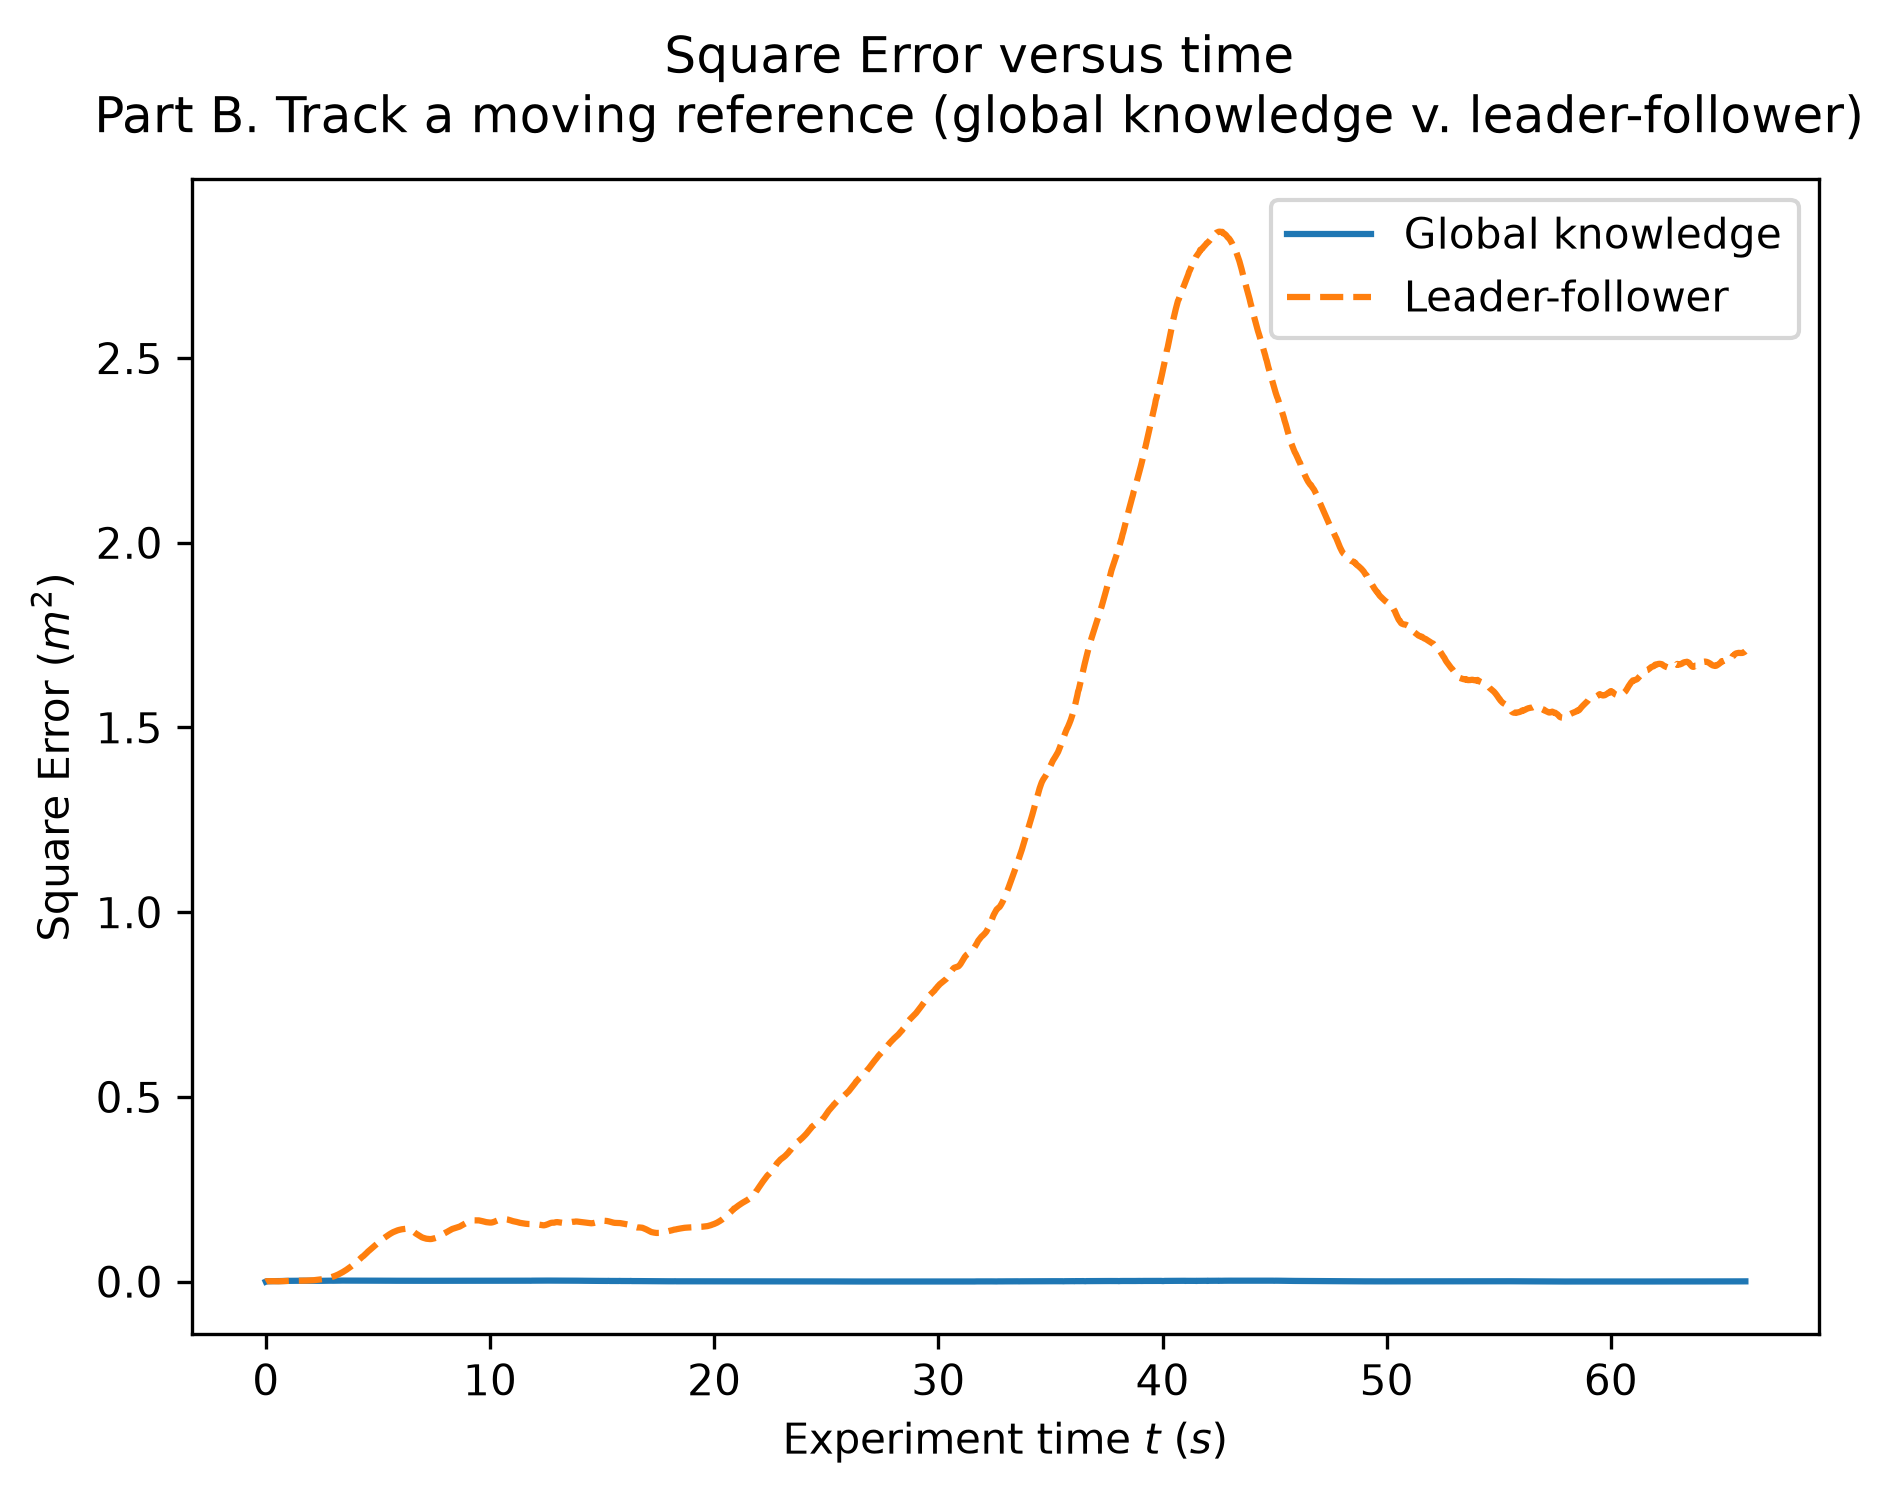 Square Error versus time
Part B. Track a moving reference (global knowledge v. leader-follower)
Global knowledge
Leader-follower
2.5
2.0
1.5
1.0
0.5
0.0
Square Error (m²)
0 10 20 30 40 50 60
Experiment time t (s)